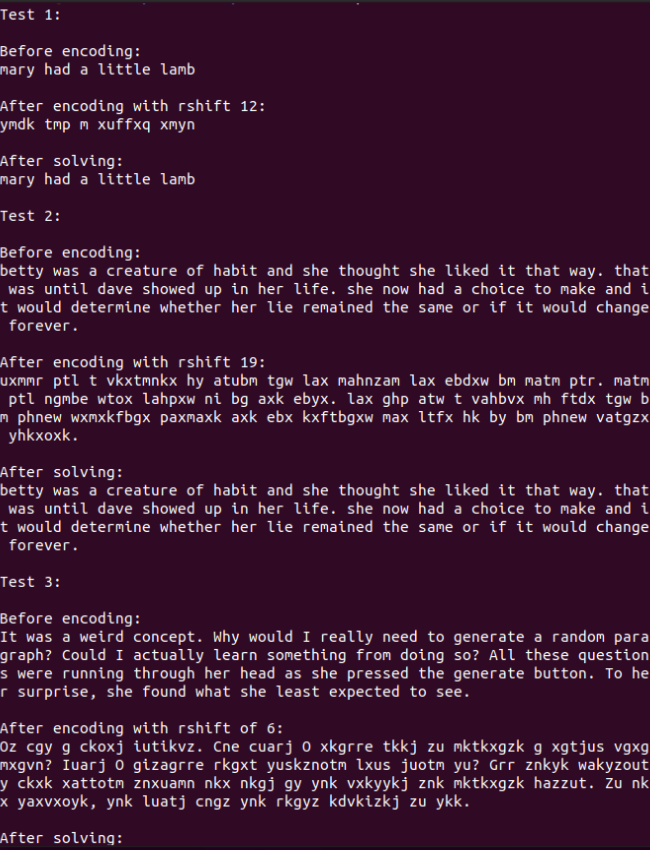 Test 1:
Before encoding:
mary had a little lamb
After encoding with rshift 12:
ymdk tmp m xuffxq xmyn
After solving:
mary had a little lamb
Test 2:
Before encoding:
betty was a creature of habit and she thought she liked it that way. that
 was until dave showed up in her life. she now had a choice to make and i
t would determine whether her lie remained the same or if it would change
 forever.
After encoding with rshift 19:
uxmmr ptl t vkxtmnkx hy atubm tgw lax mahnzam lax ebdxw bm matm ptr. matm
 ptl ngmbe wtox lahpxw ni bg axk ebyx. lax ghp atw t vahbvx mh ftdx tgw b
m phnew wxmxkfbgx paxmaxk axk ebx kxftbgxw max ltfx hk by bm phnew vatgzx
 yhkxoxk.
After solving:
betty was a creature of habit and she thought she liked it that way. that
 was until dave showed up in her life. she now had a choice to make and i
t would determine whether her lie remained the same or if it would change
 forever.
Test 3:
Before encoding:
It was a weird concept. Why would I really need to generate a random para
graph? Could I actually learn something from doing so? All these question
s were running through her head as she pressed the generate button. To he
r surprise, she found what she least expected to see.
After encoding with rshift of 6:
Oz cgy g ckoxj iutikvz. Cne cuarj O xkgrre tkkj zu mktkxgzk g xgtjus vgxg
mxgvn? Iuarj O gizagrre rkgxt yuskznotm lxus juotm yu? Grr znkyk wakyzout
y ckxk xattotm znxuamn nkx nkgj gy ynk vxkyykj znk mktkxgzk hazzut. Zu nk
x yaxvxoyk, ynk luatj cngz ynk rkgyz kdvkizkj zu ykk.
After solving: